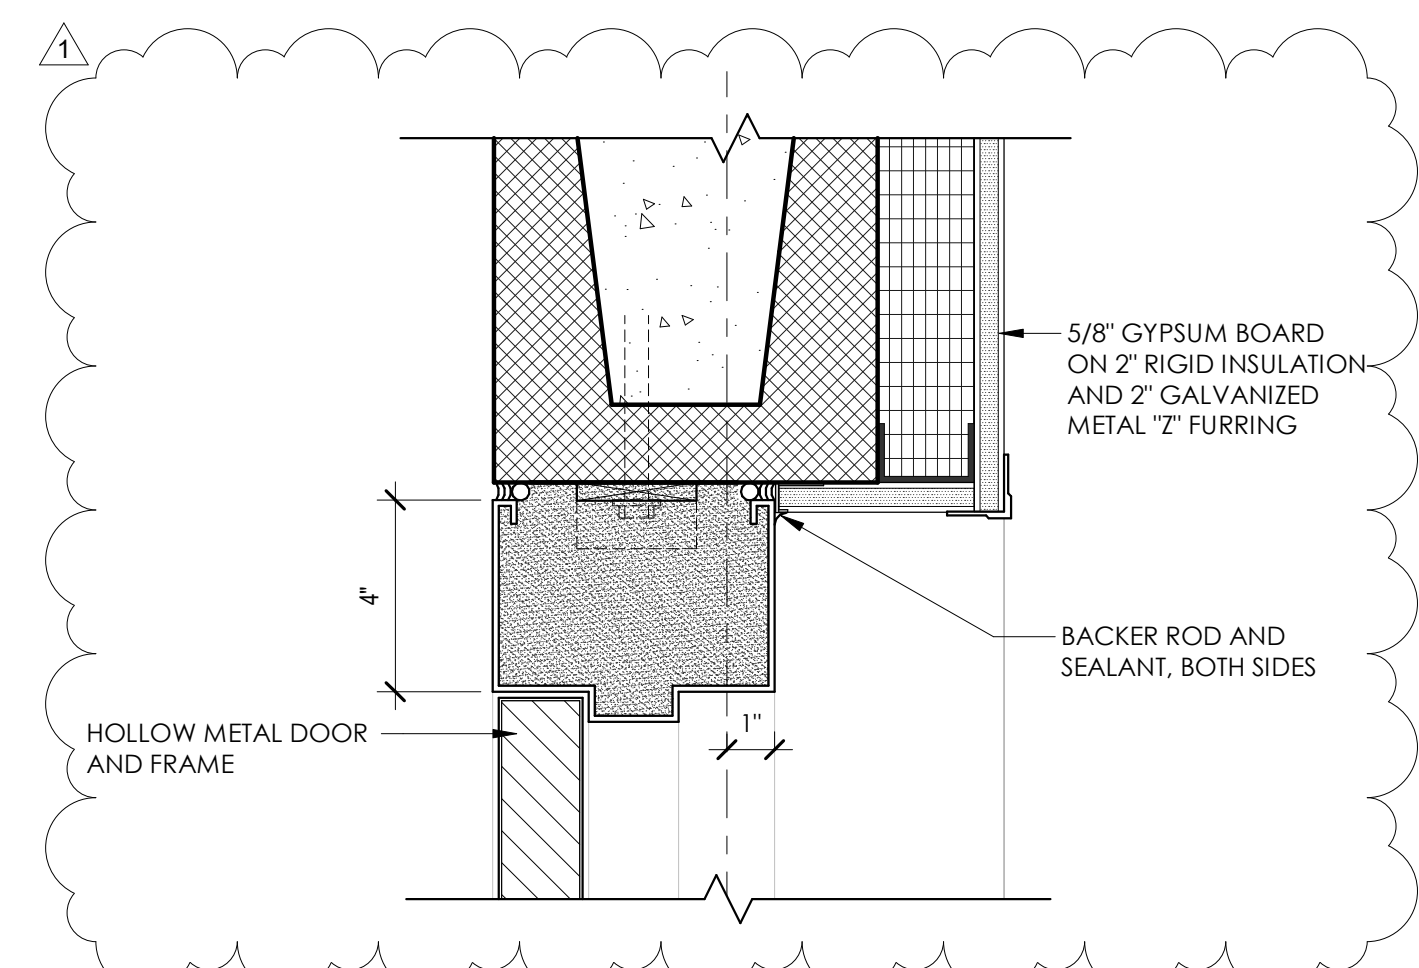 1
5/8" GYPSUM BOARD
ON 2" RIGID INSULATION
AND 2" GALVANIZED
METAL "Z" FURRING
4"
BACKER ROD AND
SEALANT, BOTH SIDES
1"
HOLLOW METAL DOOR
AND FRAME